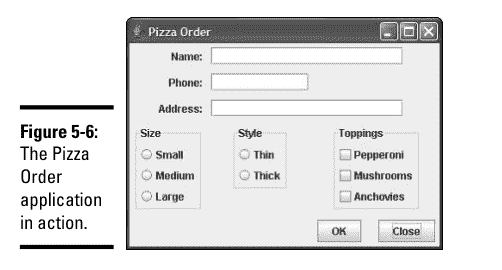 Pizza Order
Name:
Phone:
Address:
Size
Style
Toppings
Small
Thin
Pepperoni
Medium
Thick
Mushrooms
Large
Anchovies
OK
Close
Figure 5-6:
The Pizza
Order
application
in action.